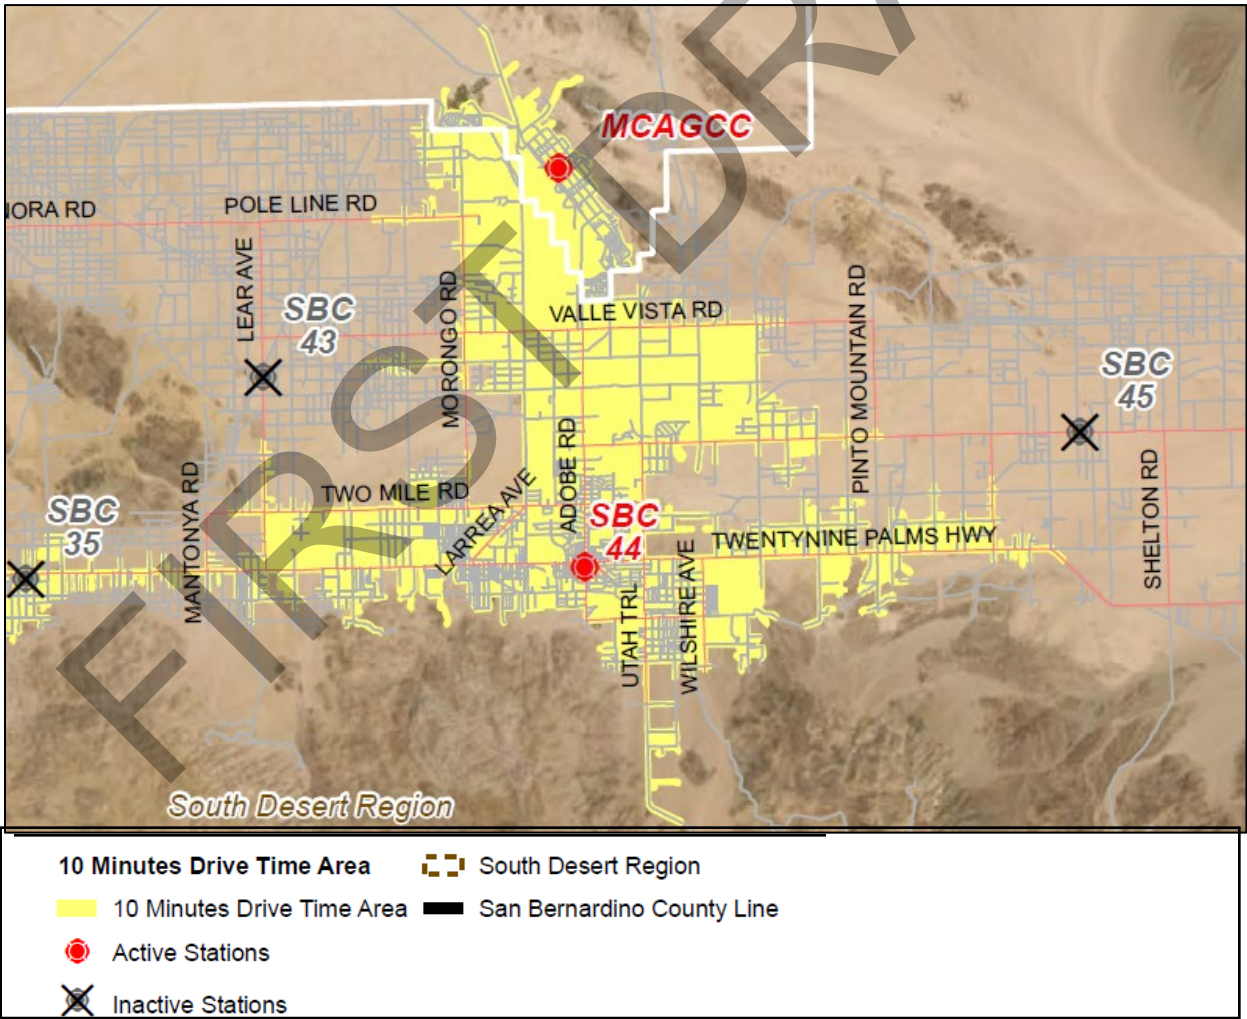 FIRST DRA
MCAGCC
NORA RD
POLE LINE RD
LEAR AVE
SBC
43
MORONGO RD
VALLE VISTA RD
PINTO MOUNTAIN RD
SBC
45
MANTONYA RD
TWO MILE RD
LARREA AVE
ADOBE RD
SBC
44
SBC
35
TWENTYNINE PALMS HWY
SHELTON RD
UTAH TRL
WILSHIRE AVE
South Desert Region
10 Minutes Drive Time Area
South Desert Region
10 Minutes Drive Time Area
San Bernardino County Line
Active Stations
Inactive Stations